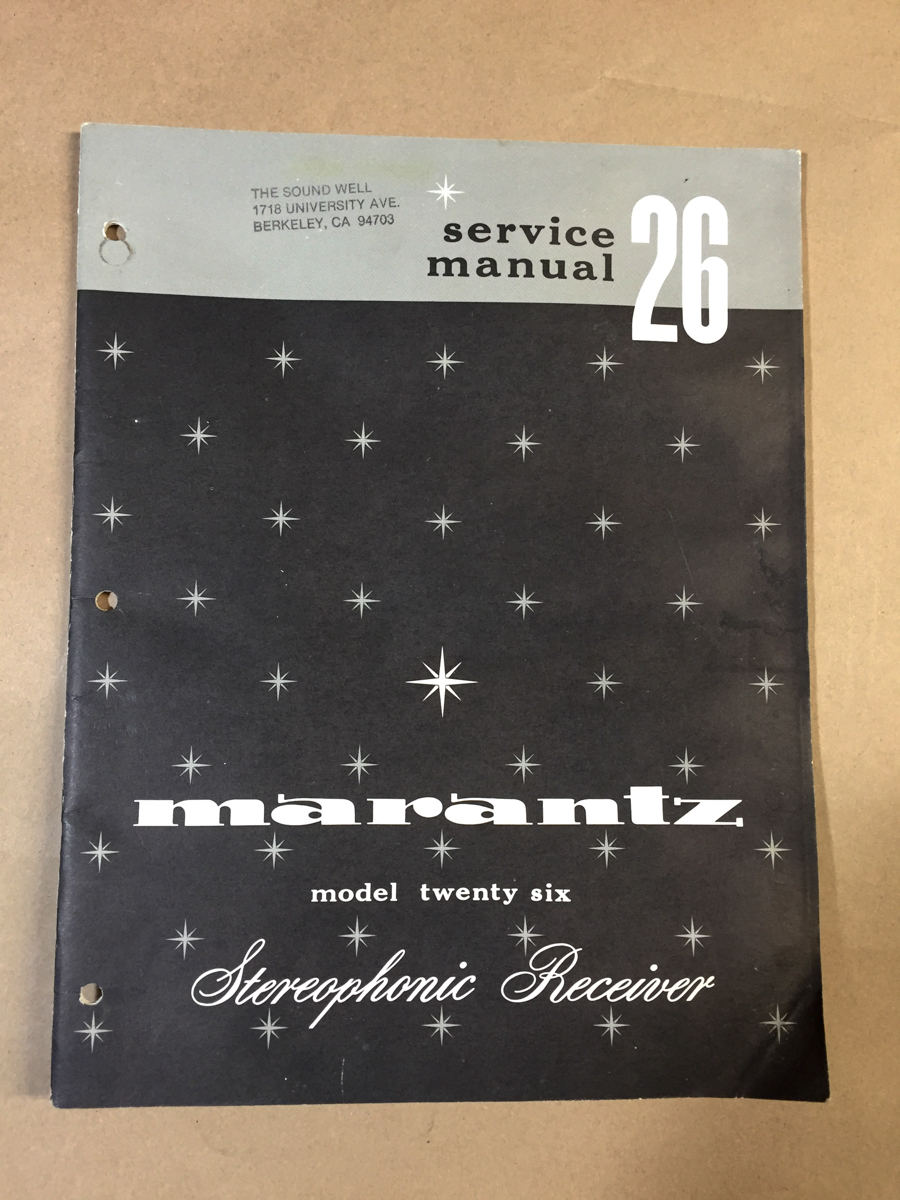 THE SOUND WELL
1718 UNIVERSITY AVE.
BERKELEY, CA 94703
service
manual
26
marantz
model twenty six
Stereophonic Receiver